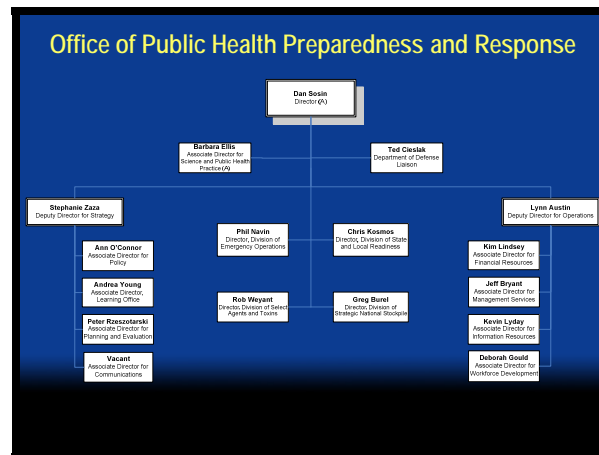 Office of Public Health Preparedness and Response
Dan Sosin
Director (A)
Barbara Ellis
Associate Director for
Science and Public Health
Practice (A)
Ted Cieslak
Department of Defense
Liaison
Stephanie Zaza
Deputy Director for Strategy
Lynn Austin
Deputy Director for Operations
Phil Navin
Director, Division of
Emergency Operations
Chris Kosmos
Director, Division of State
and Local Readiness
Ann O'Connor
Associate Director for
Policy
Kim Lindsey
Associate Director for
Financial Resources
Andrea Young
Associate Director,
Learning Office
Jeff Bryant
Associate Director for
Management Services
Rob Weyant
Director, Division of Select
Agents and Toxins
Greg Burel
Director, Division of
Strategic National Stockpile
Peter Rzeszotarski
Associate Director for
Planning and Evaluation
Kevin Lyday
Associate Director for
Information Resources
Vacant
Associate Director for
Communications
Deborah Gould
Associate Director for
Workforce Development